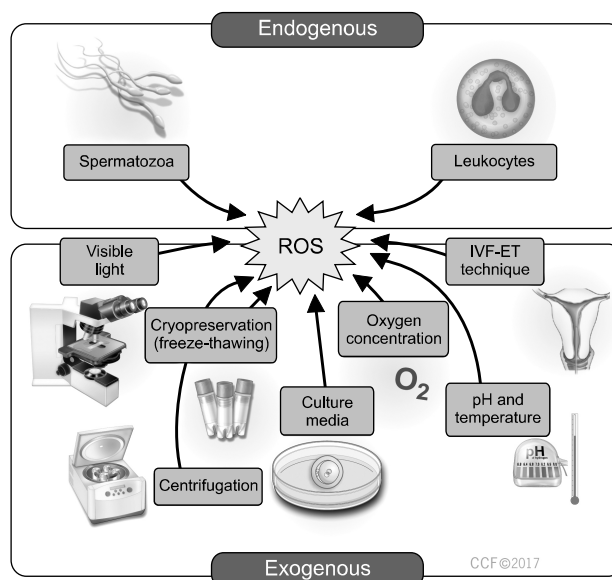 Endogenous
Spermatozoa
Leukocytes
ROS
Visible
light
IVF-ET
technique
Cryopreservation
(freeze-thawing)
Oxygen
concentration
O2
Culture
media
pH and
temperature
Centrifugation
pH
CCF©2017
Exogenous